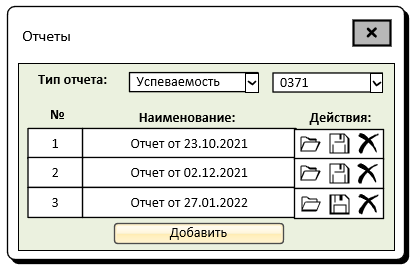 Отчеты
Тип отчета: Успеваемость 0371
№ Наименование: Действия:
1 Отчет от 23.10.2021
2 Отчет от 02.12.2021
3 Отчет от 27.01.2022
Добавить